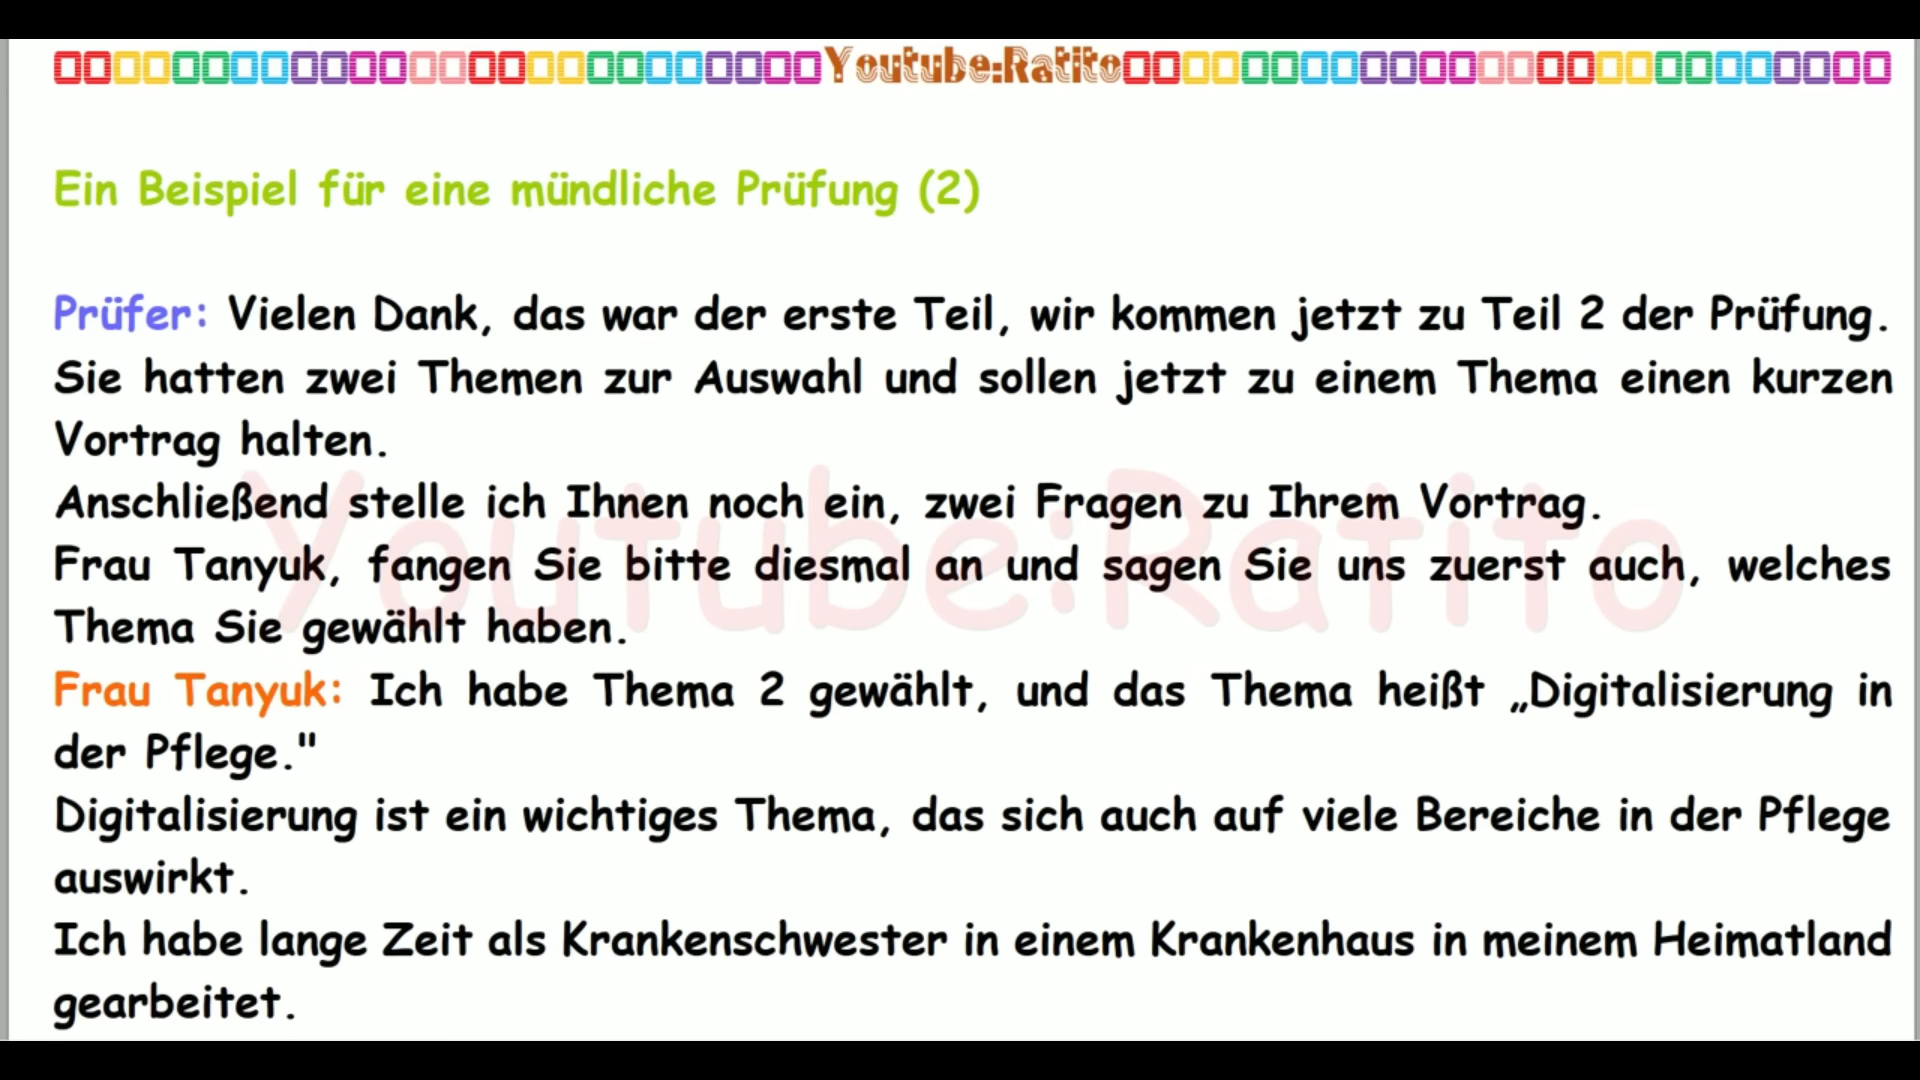 Youtube:Ratito
Ein Beispiel für eine mündliche Prüfung (2)
Prüfer: Vielen Dank, das war der erste Teil, wir kommen jetzt zu Teil 2 der Prüfung.
Sie hatten zwei Themen zur Auswahl und sollen jetzt zu einem Thema einen kurzen
Vortrag halten.
Anschließend stelle ich Ihnen noch ein, zwei Fragen zu Ihrem Vortrag.
Frau Tanyuk, fangen Sie bitte diesmal an und sagen Sie uns zuerst auch, welches
Thema Sie gewählt haben.
Youtube:Ratito
Frau Tanyuk: Ich habe Thema 2 gewählt, und das Thema heißt „Digitalisierung in
der Pflege."
Digitalisierung ist ein wichtiges Thema, das sich auch auf viele Bereiche in der Pflege
auswirkt.
Ich habe lange Zeit als Krankenschwester in einem Krankenhaus in meinem Heimatland
gearbeitet.